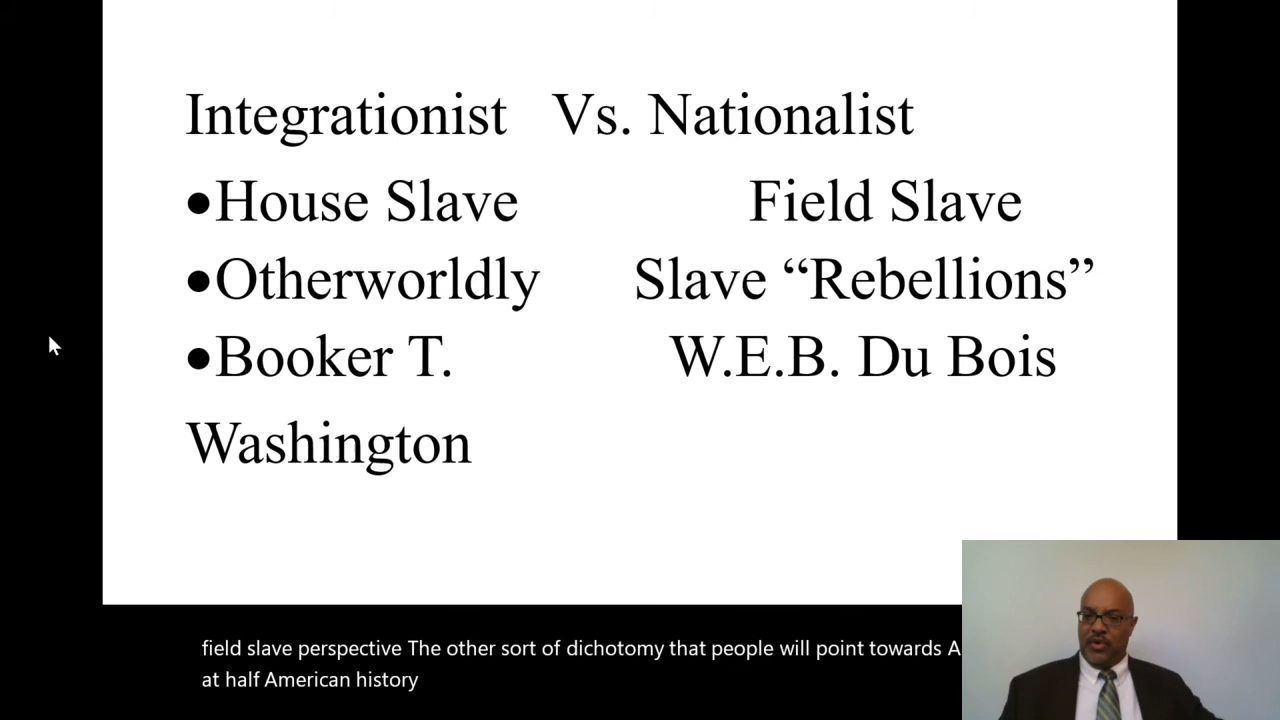 Integrationist Vs. Nationalist
•House Slave Field Slave
•Otherworldly Slave “Rebellions”
•Booker T. W.E.B. Du Bois
Washington
field slave perspective The other sort of dichotomy that people will point towards A
at half American history